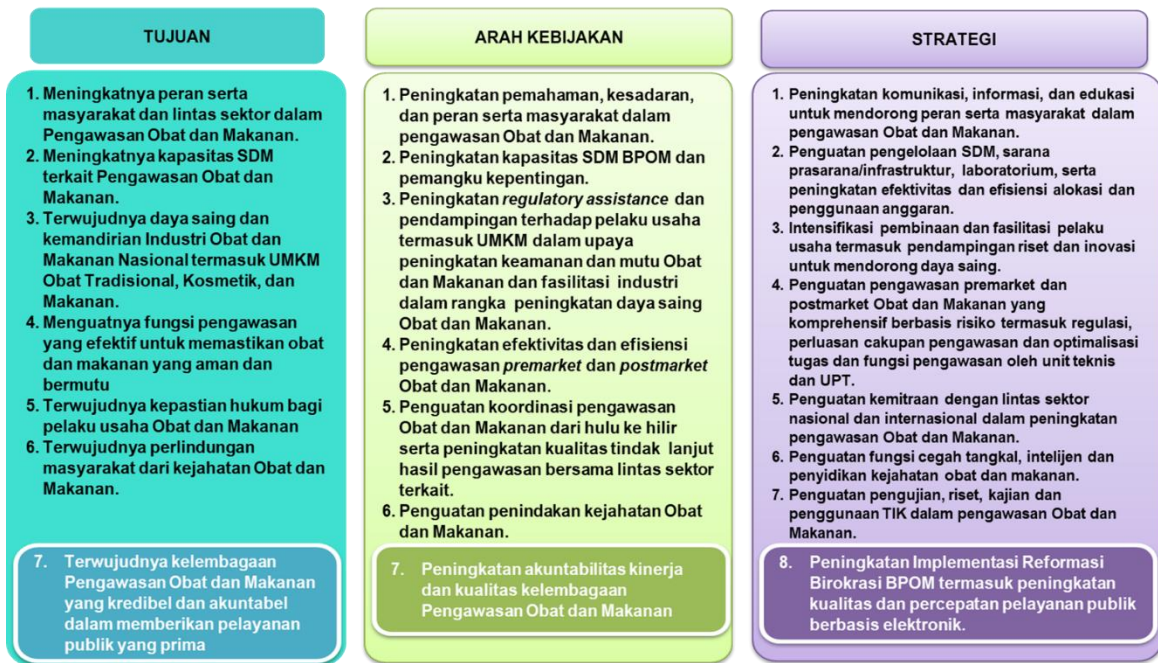 TUJUAN
1. Meningkatnya peran serta
masyarakat dan lintas sektor dalam
Pengawasan Obat dan Makanan.
2. Meningkatnya kapasitas SDM
terkait Pengawasan Obat dan
Makanan.
3. Terwujudnya daya saing dan
kemandirian Industri Obat dan
Makanan Nasional termasuk UMKM
Obat Tradisional, Kosmetik, dan
Makanan.
4. Menguatnya fungsi pengawasan
yang efektif untuk memastikan obat
dan makanan yang aman dan
bermutu
5. Terwujudnya kepastian hukum bagi
pelaku usaha Obat dan Makanan
6. Terwujudnya perlindungan
masyarakat dari kejahatan Obat dan
Makanan.
7. Terwujudnya kelembagaan
Pengawasan Obat dan Makanan
yang kredibel dan akuntabel
dalam memberikan pelayanan
publik yang prima
ARAH KEBIJAKAN
1. Peningkatan pemahaman, kesadaran,
dan peran serta masyarakat dalam
pengawasan Obat dan Makanan.
2. Peningkatan kapasitas SDM BPOM dan
pemangku kepentingan.
3. Peningkatan regulatory assistance dan
pendampingan terhadap pelaku usaha
termasuk UMKM dalam upaya
peningkatan keamanan dan mutu Obat
dan Makanan dan fasilitasi industri
dalam rangka peningkatan daya saing
Obat dan Makanan.
4. Peningkatan efektivitas dan efisiensi
pengawasan premarket dan postmarket
Obat dan Makanan.
5. Penguatan koordinasi pengawasan
Obat dan Makanan dari hulu ke hilir
serta peningkatan kualitas tindak lanjut
hasil pengawasan bersama lintas sektor
terkait.
6. Penguatan penindakan kejahatan Obat
dan Makanan.
7. Peningkatan akuntabilitas kinerja
dan kualitas kelembagaan
Pengawasan Obat dan Makanan
STRATEGI
1. Peningkatan komunikasi, informasi, dan edukasi
untuk mendorong peran serta masyarakat dalam
pengawasan Obat dan Makanan.
2. Penguatan pengelolaan SDM, sarana
prasarana/infrastruktur, laboratorium, serta
peningkatan efektivitas dan efisiensi alokasi dan
penggunaan anggaran.
3. Intensifikasi pembinaan dan fasilitasi pelaku
usaha termasuk pendampingan riset dan inovasi
untuk mendorong daya saing.
4. Penguatan pengawasan premarket dan
postmarket Obat dan Makanan yang
komprehensif berbasis risiko termasuk regulasi,
perluasan cakupan pengawasan dan optimalisasi
tugas dan fungsi pengawasan oleh unit teknis
dan UPT.
5. Penguatan kemitraan dengan lintas sektor
nasional dan internasional dalam peningkatan
pengawasan Obat dan Makanan.
6. Penguatan fungsi cegah tangkal, intelijen dan
penyidikan kejahatan obat dan makanan.
7. Penguatan pengujian, riset, kajian dan
penggunaan TIK dalam pengawasan Obat dan
Makanan.
8. Peningkatan Implementasi Reformasi
Birokrasi BPOM termasuk peningkatan
kualitas dan percepatan pelayanan publik
berbasis elektronik.